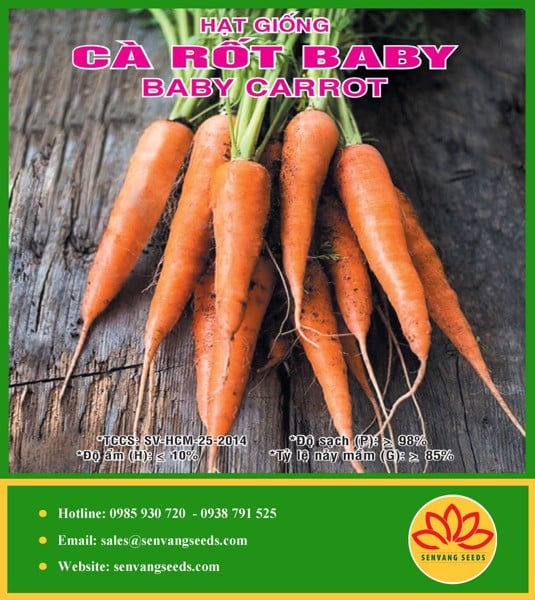 HẠT GIỐNG
CÀ RỐT BABY
BABY CARROT
*TCCS: SV-HCM-25-2014
*Độ sạch (P): ≥ 98%
*Độ ẩm (H): ≤ 10%
*Tỷ lệ nảy mầm (G): ≥ 85%
Hotline: 0985 930 720 - 0938 791 525
Email: sales@senvangseeds.com
Website: senvangseeds.com
SENVANG SEEDS